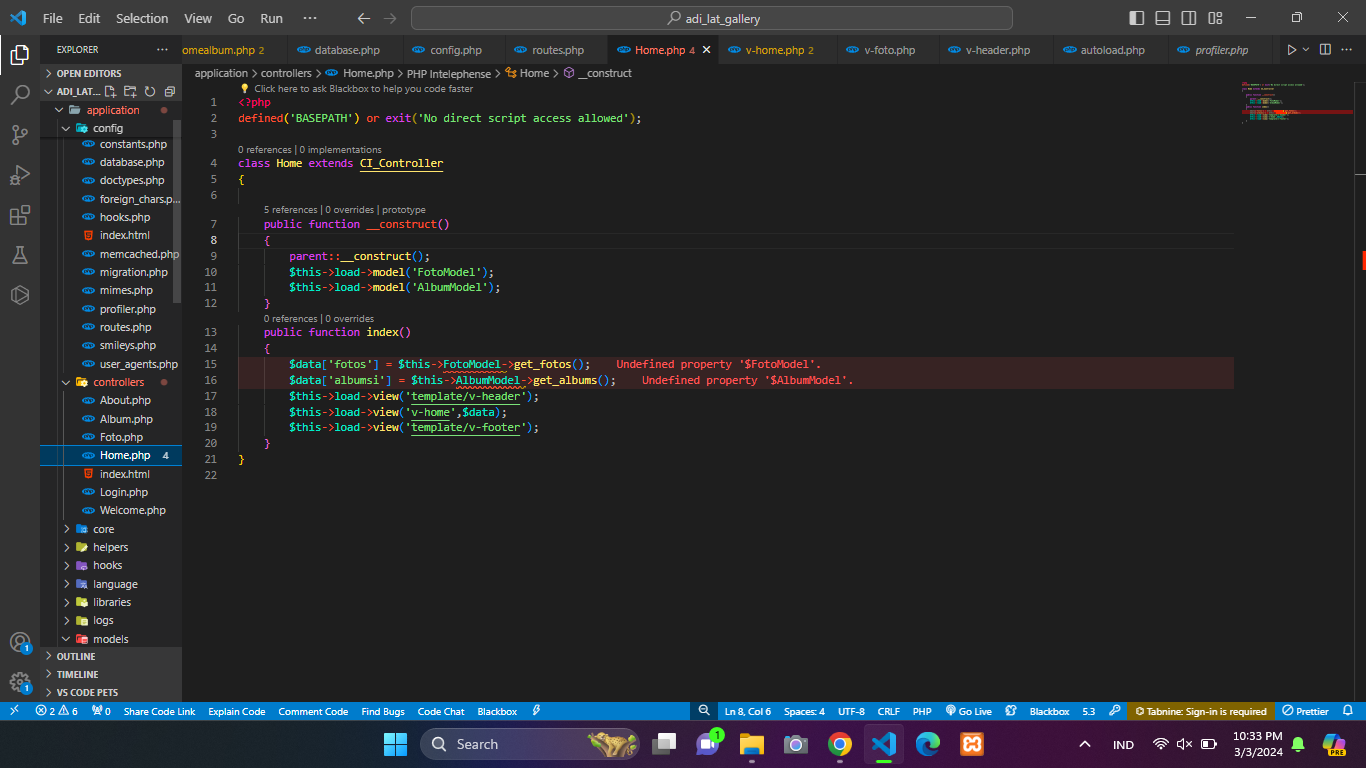 File Edit Selection View Go Run ··· adi_lat_gallery
EXPLORER ··· omealbum.php 2 database.php config.php routes.php Home.php 4 v-home.php 2 v-foto.php v-header.php autoload.php profiler.php
OPEN EDITORS
ADI_LAT...
application
config
constants.php
database.php
doctypes.php
foreign_chars.p...
hooks.php
index.html
memcached.php
migration.php
mimes.php
profiler.php
routes.php
smileys.php
user_agents.php
controllers
About.php
Album.php
Foto.php
Home.php 4
index.html
Login.php
Welcome.php
core
helpers
hooks
language
libraries
logs
models
OUTLINE
TIMELINE
VS CODE PETS
application > controllers > Home.php > PHP Intelephense > Home > __construct
Click here to ask Blackbox to help you code faster
1 <?php
2 defined('BASEPATH') or exit('No direct script access allowed');
3
0 references | 0 implementations
4 class Home extends CI_Controller
5 {
6
5 references | 0 overrides | prototype
7 public function __construct()
8 {
9 parent::__construct();
10 $this->load->model('FotoModel');
11 $this->load->model('AlbumModel');
12 }
0 references | 0 overrides
13 public function index()
14 {
15 $data['fotos'] = $this->FotoModel->get_fotos(); Undefined property '$FotoModel'.
16 $data['albumsi'] = $this->AlbumModel->get_albums(); Undefined property '$AlbumModel'.
17 $this->load->view('template/v-header');
18 $this->load->view('v-home',$data);
19 $this->load->view('template/v-footer');
20 }
21 }
22
2 6 0 Share Code Link Explain Code Comment Code Find Bugs Code Chat Blackbox Ln 8, Col 6 Spaces: 4 UTF-8 CRLF PHP Go Live Blackbox 5.3 Tabnine: Sign-in is required Prettier
1
1
Search 1 IND 10:33 PM
3/3/2024
PRE